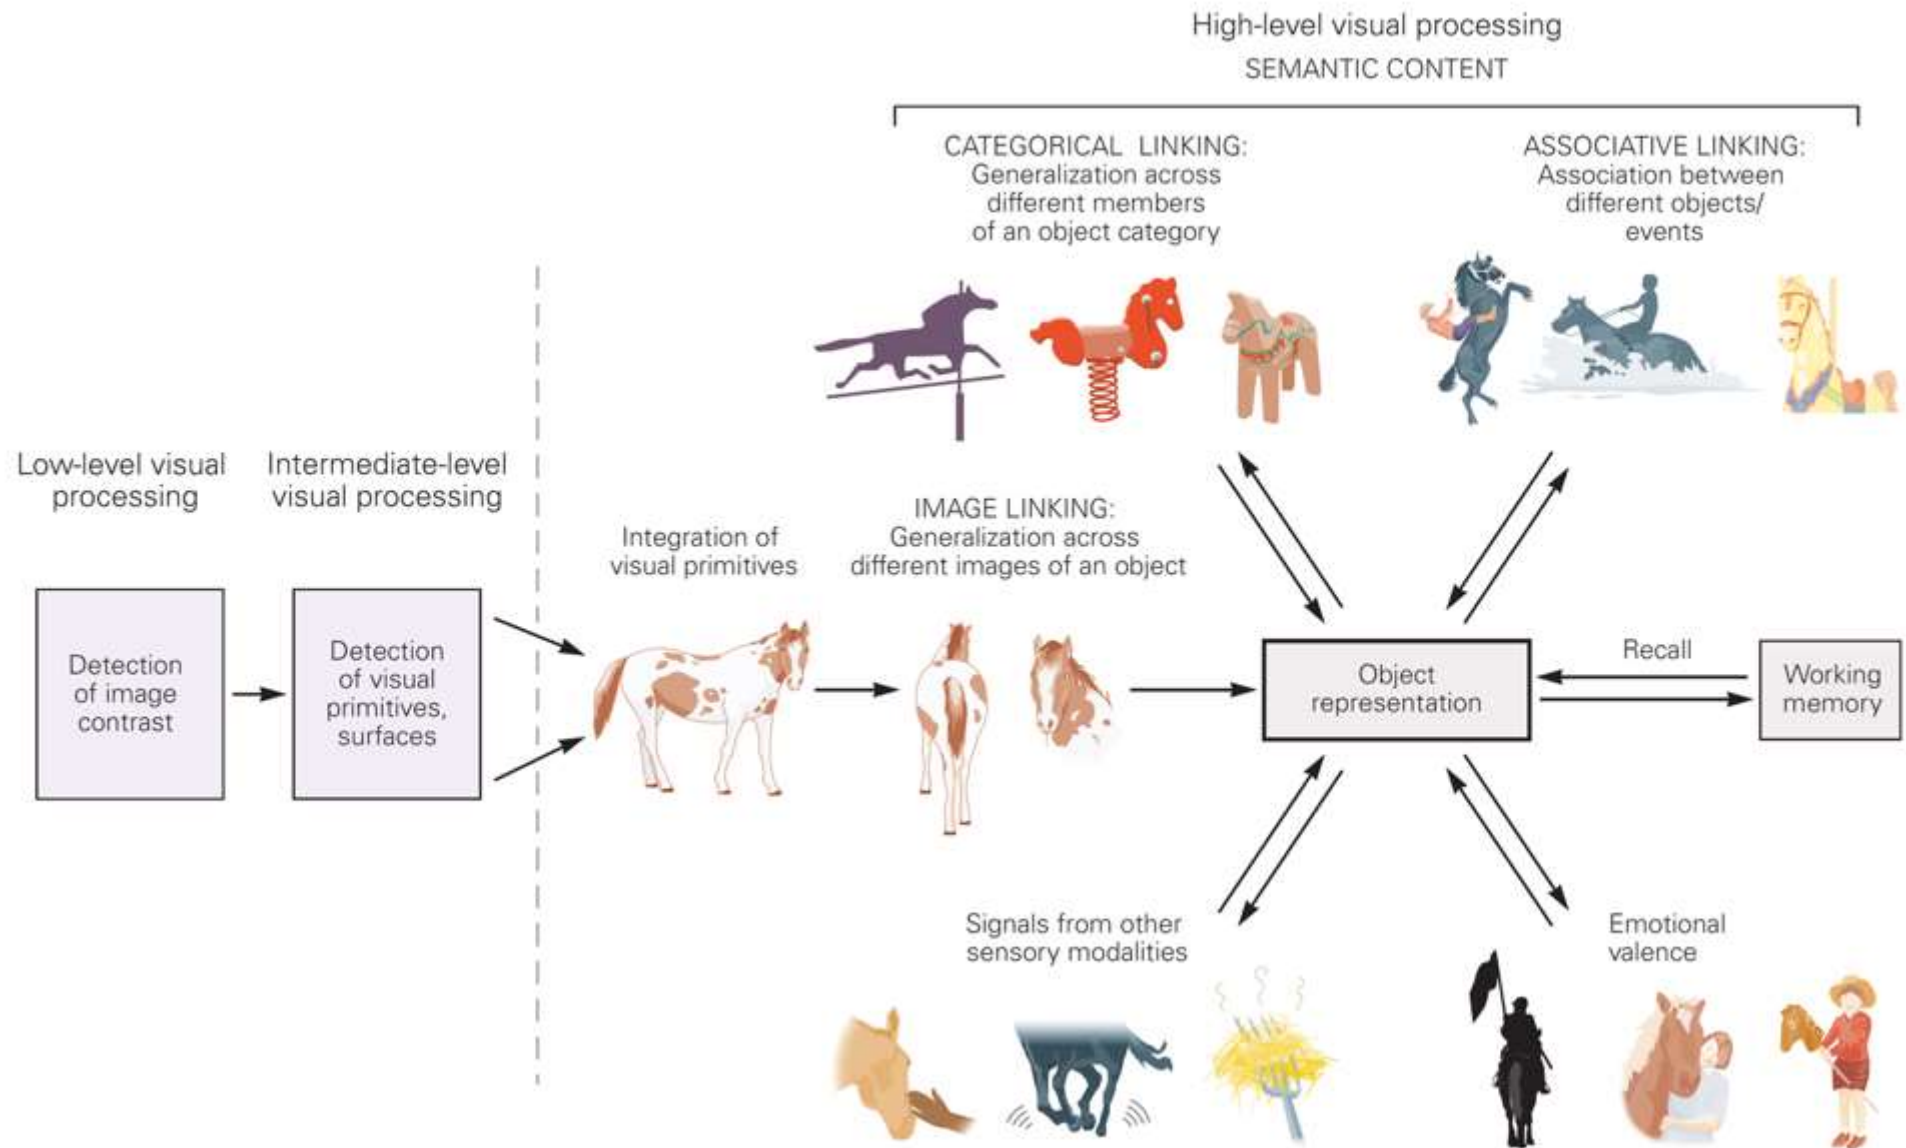 High-level visual processing
SEMANTIC CONTENT
CATEGORICAL LINKING:
Generalization across
different members
of an object category
ASSOCIATIVE LINKING:
Association between
different objects/
events
Low-level visual
processing
Intermediate-level
visual processing
Integration of
visual primitives
IMAGE LINKING:
Generalization across
different images of an object
Detection
of image
contrast
Detection
of visual
primitives,
surfaces
Object
representation
Recall
Working
memory
Signals from other
sensory modalities
Emotional
valence